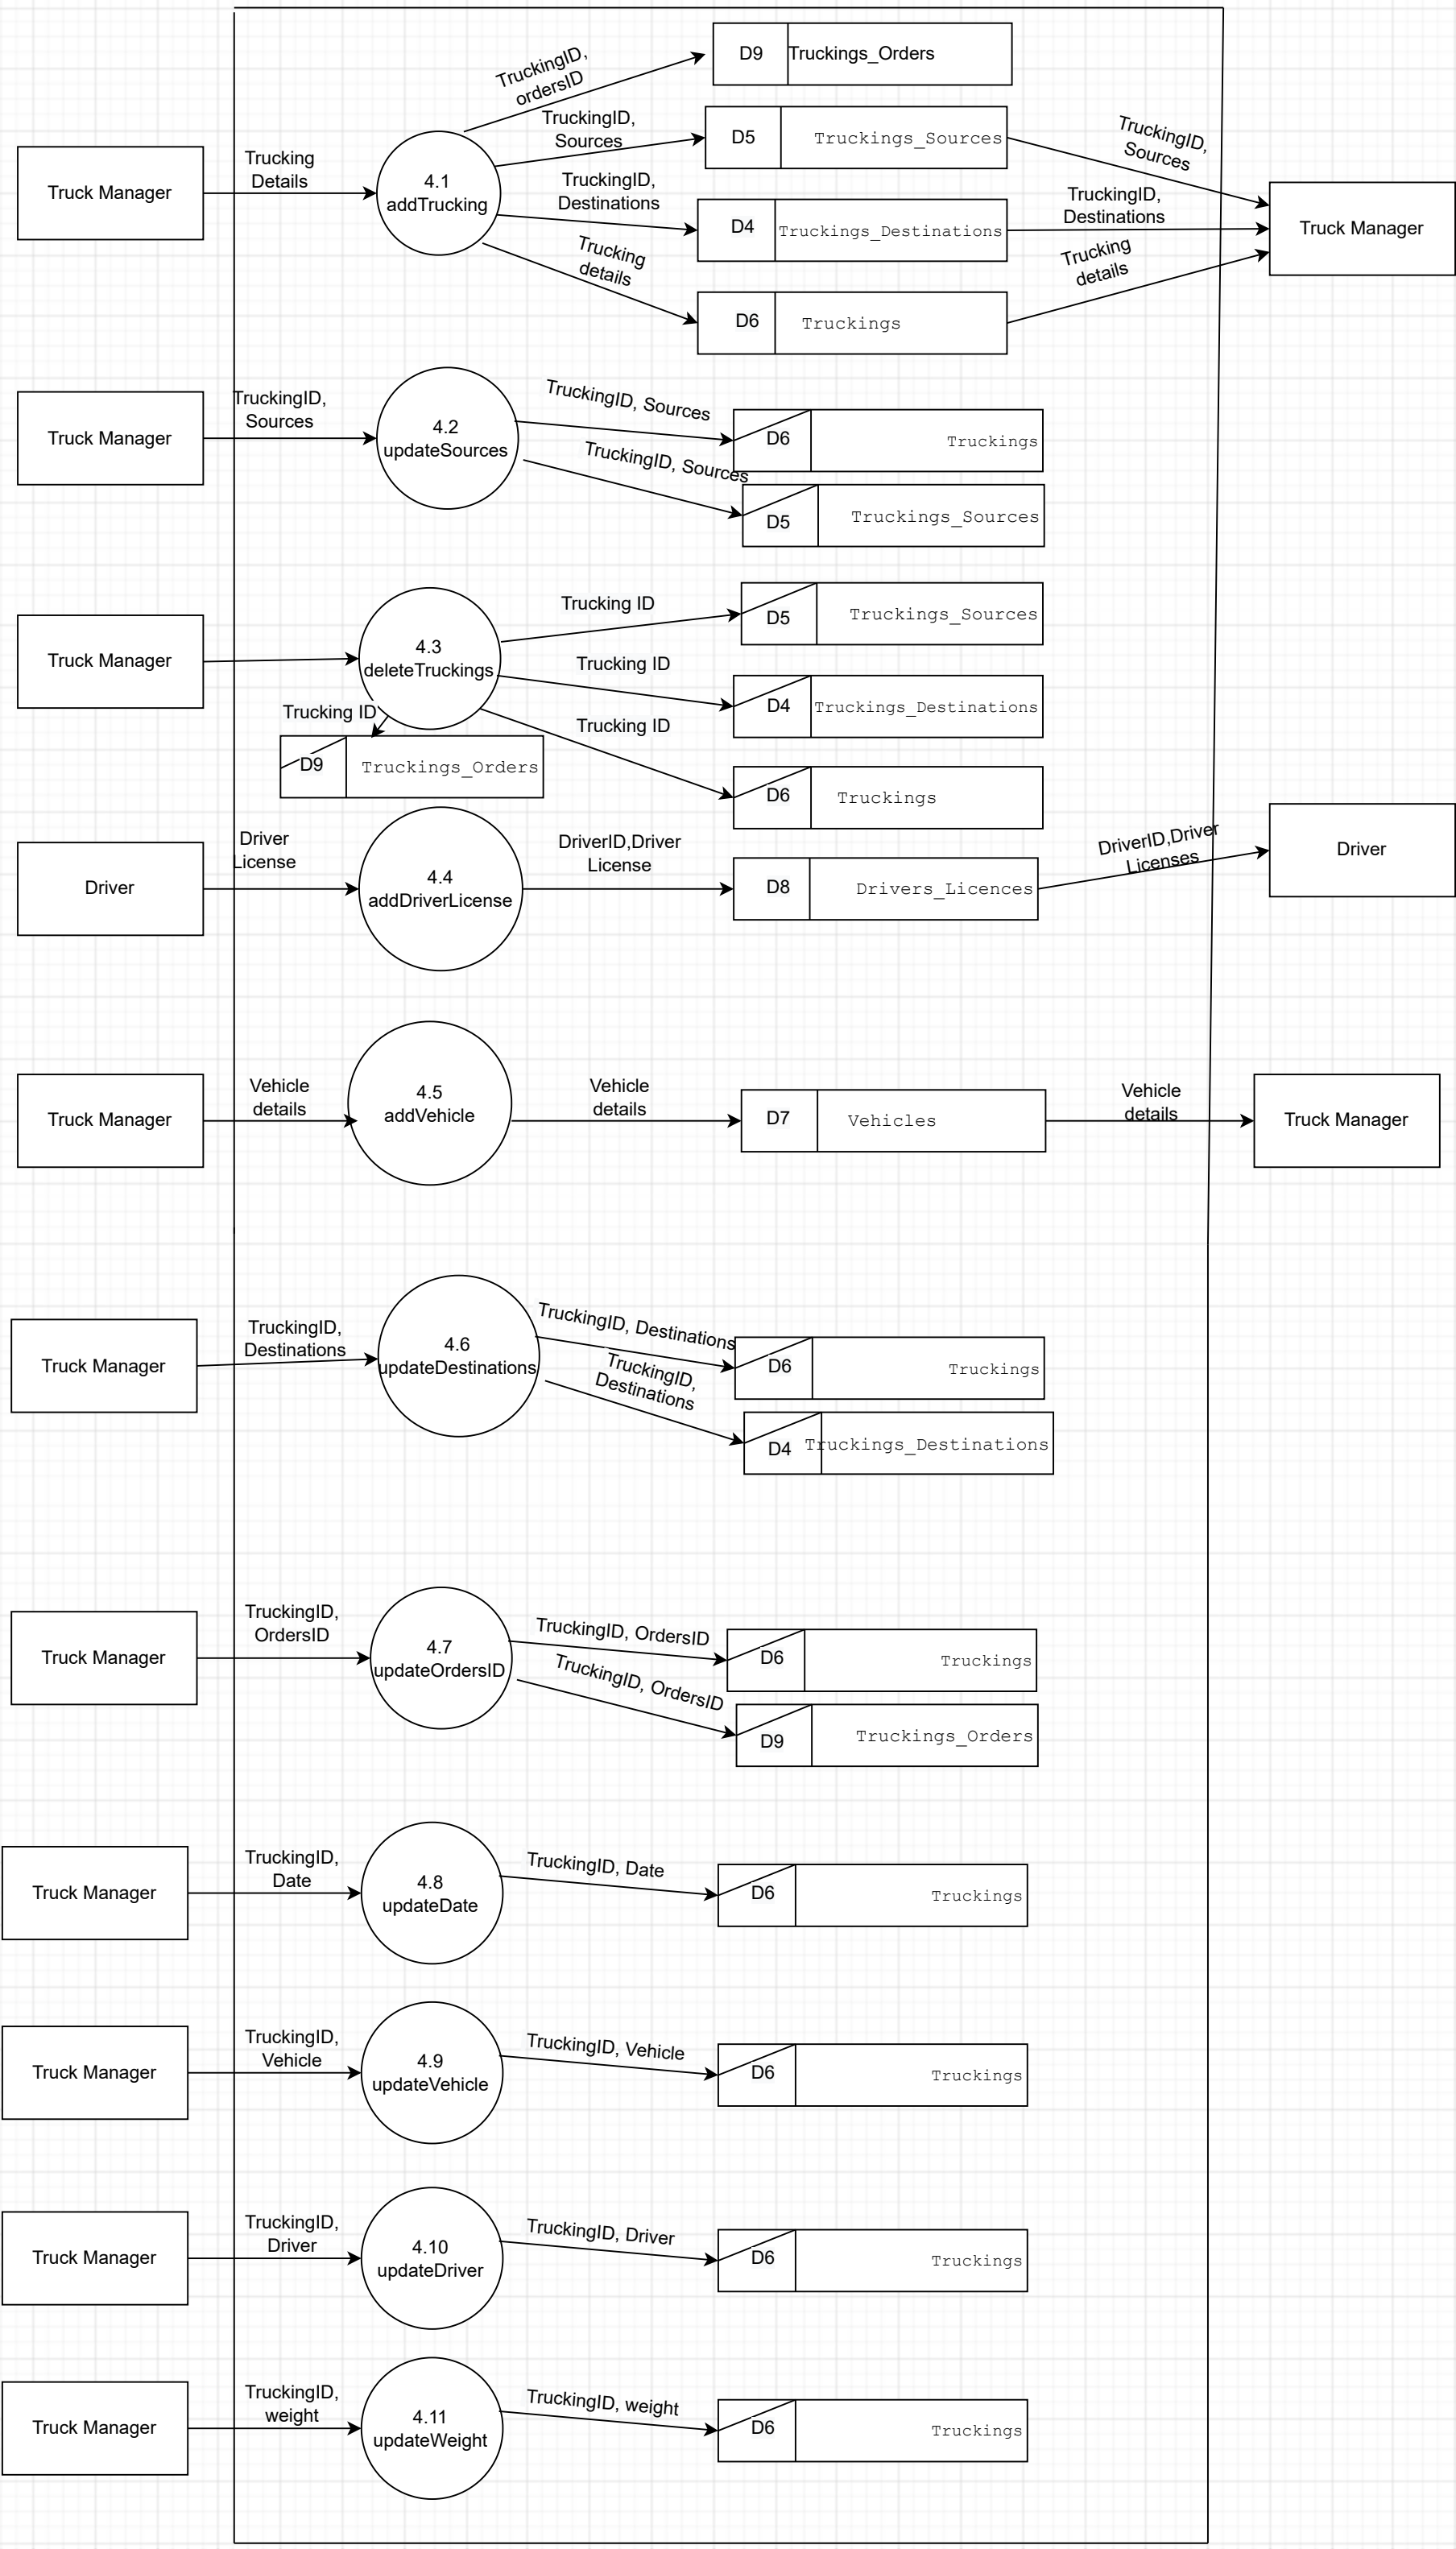 TruckingID,
ordersID
D9
Truckings_Orders
Truck Manager
Trucking
Details
4.1
addTrucking
TruckingID,
Sources
D5
Truckings_Sources
TruckingID,
Sources
TruckingID,
Destinations
D4
Truckings_Destinations
TruckingID,
Destinations
Truck Manager
Trucking
details
D6
Truckings
Trucking
details
Truck Manager
TruckingID,
Sources
4.2
updateSources
TruckingID, Sources
D6
Truckings
TruckingID, Sources
D5
Truckings_Sources
Truck Manager
4.3
deleteTruckings
Trucking ID
D5
Truckings_Sources
Trucking ID
D4
Truckings_Destinations
Trucking ID
D9
Truckings_Orders
Trucking ID
D6
Truckings
Driver
Driver
License
4.4
addDriverLicense
DriverID,Driver
License
D8
Drivers_Licences
DriverID,Driver
Licenses
Driver
Truck Manager
Vehicle
details
4.5
addVehicle
Vehicle
details
D7
Vehicles
Vehicle
details
Truck Manager
Truck Manager
TruckingID,
Destinations
4.6
updateDestinations
TruckingID, Destinations
D6
Truckings
TruckingID,
Destinations
D4
Truckings_Destinations
Truck Manager
TruckingID,
OrdersID
4.7
updateOrdersID
TruckingID, OrdersID
D6
Truckings
TruckingID, OrdersID
D9
Truckings_Orders
Truck Manager
TruckingID,
Date
4.8
updateDate
TruckingID, Date
D6
Truckings
Truck Manager
TruckingID,
Vehicle
4.9
updateVehicle
TruckingID, Vehicle
D6
Truckings
Truck Manager
TruckingID,
Driver
4.10
updateDriver
TruckingID, Driver
D6
Truckings
Truck Manager
TruckingID,
weight
4.11
updateWeight
TruckingID, weight
D6
Truckings